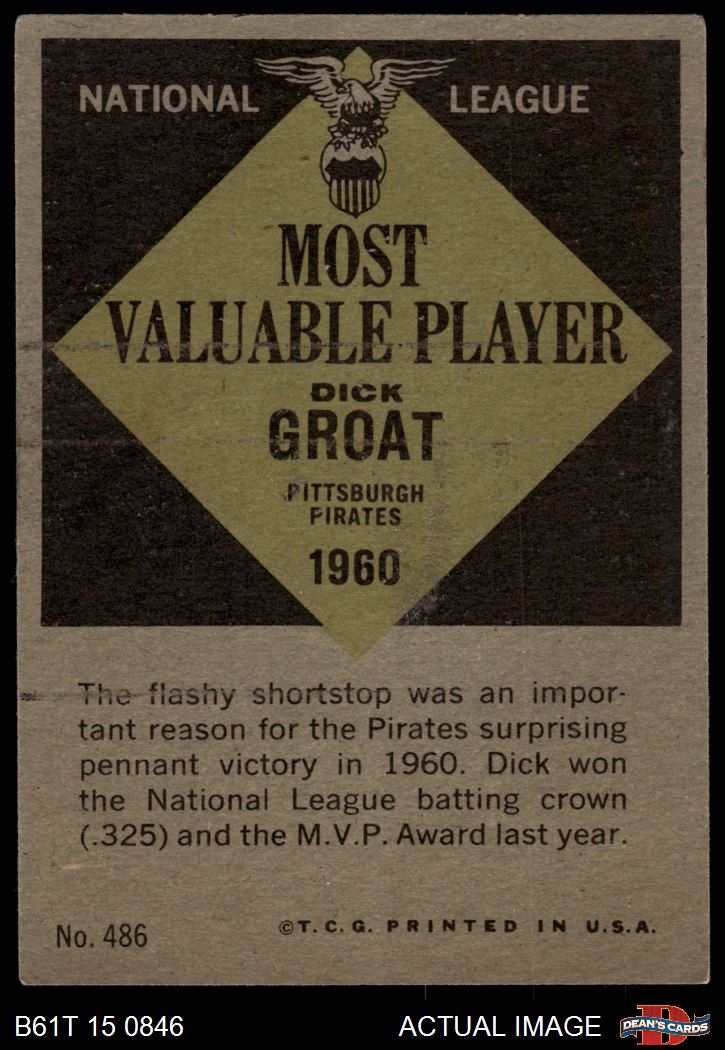 NATIONAL LEAGUE
MOST
VALUABLE PLAYER
DICK
GROAT
PITTSBURGH
PIRATES
1960
The flashy shortstop was an impor-
tant reason for the Pirates surprising
pennant victory in 1960. Dick won
the National League batting crown
(.325) and the M.V.P. Award last year.
No. 486
©T.C.G. PRINTED IN U.S.A.
B61T 15 0846
ACTUAL IMAGE
DEAN'S CARDS